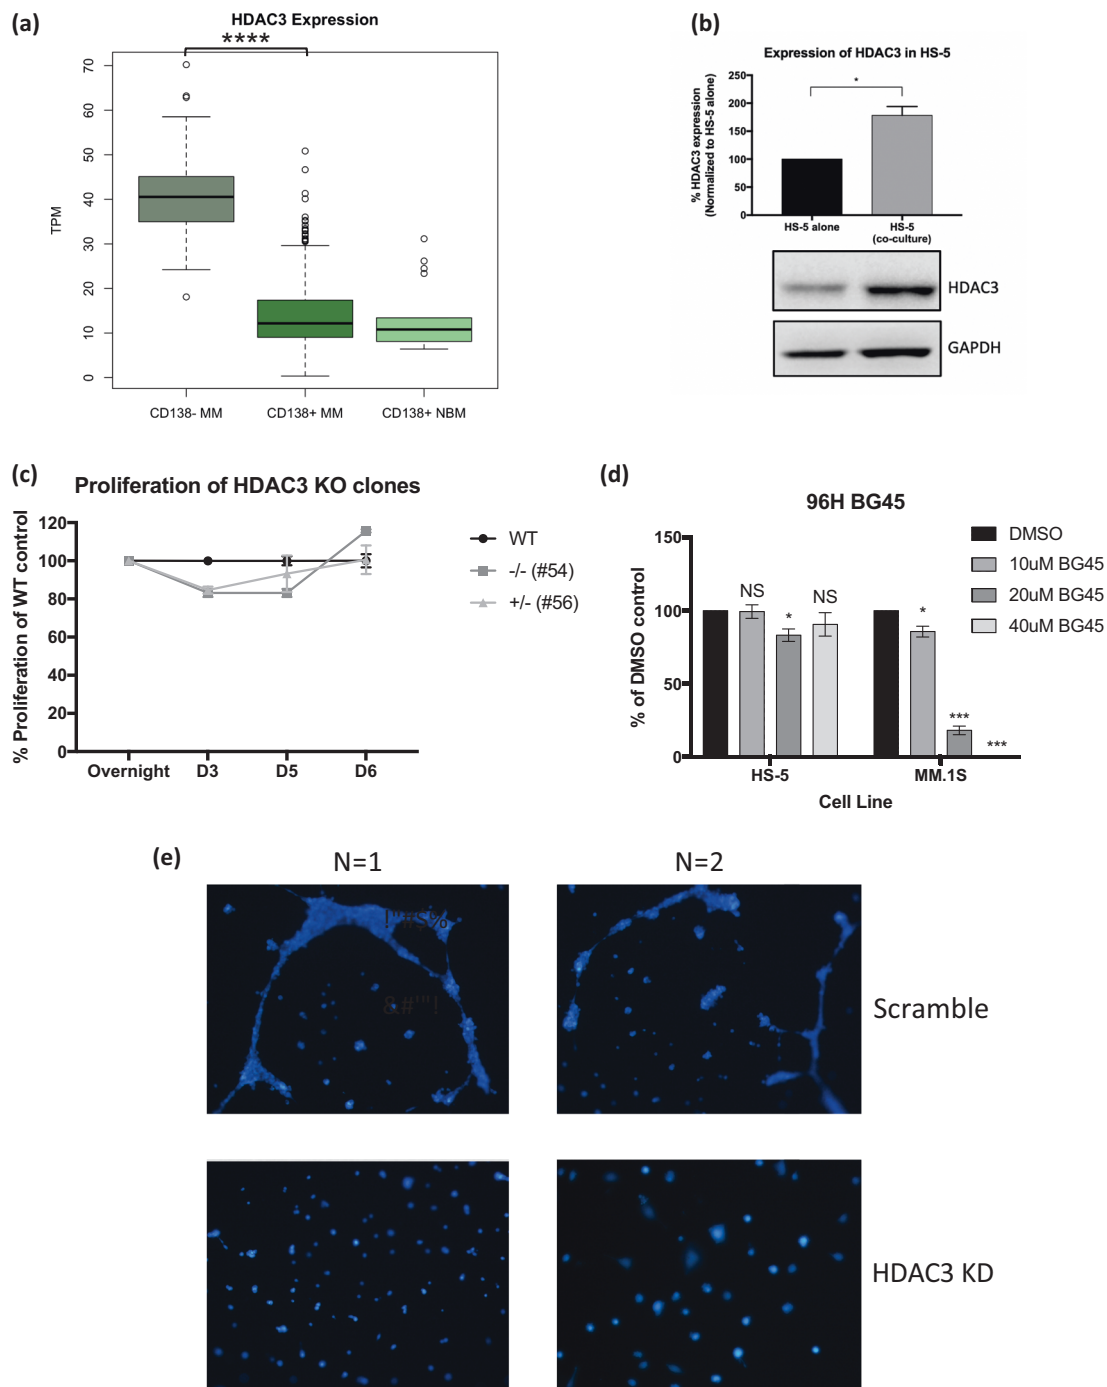 (a)
HDAC3 Expression
****
TPM
70
60
50
40
30
20
10
0
CD138- MM
CD138+ MM
CD138+ NBM
(b)
Expression of HDAC3 in HS-5
% HDAC3 expression
(Normalized to HS-5 alone)
250
200
150
100
50
0
*
HS-5 alone
HS-5
(co-culture)
HDAC3
GAPDH
(c)
Proliferation of HDAC3 KO clones
% Proliferation of WT control
120
100
80
60
40
20
0
Overnight
D3
D5
D6
WT
-/- (#54)
+/- (#56)
(d)
96H BG45
% of DMSO control
150
100
50
0
NS
*
NS
*
***
***
HS-5
MM.1S
Cell Line
DMSO
10uM BG45
20uM BG45
40uM BG45
(e)
N=1
N=2
!"#$%
&#'"!
Scramble
HDAC3 KD